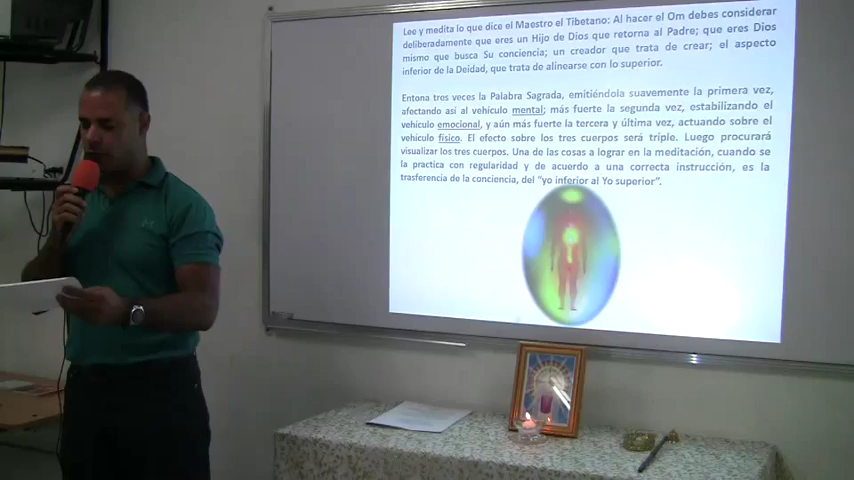 Lee y medita lo que dice el Maestro el Tibetano: Al hacer el Om debes considerar
deliberadamente que eres un Hijo de Dios que retorna al Padre; que eres Dios
mismo que busca Su conciencia; un creador que trata de crear; el aspecto
inferior de la Deidad, que trata de alinearse con lo superior.
Entona tres veces la Palabra Sagrada, emitiéndola suavemente la primera vez,
afectando así al vehículo mental; más fuerte la segunda vez, estabilizando el
vehículo emocional, y aún más fuerte la tercera y última vez, actuando sobre el
vehículo físico. El efecto sobre los tres cuerpos será triple. Luego procurará
visualizar los tres cuerpos. Una de las cosas a lograr en la meditación, cuando se
la practica con regularidad y de acuerdo a una correcta instrucción, es la
trasferencia de la conciencia, del “yo inferior al Yo superior”.